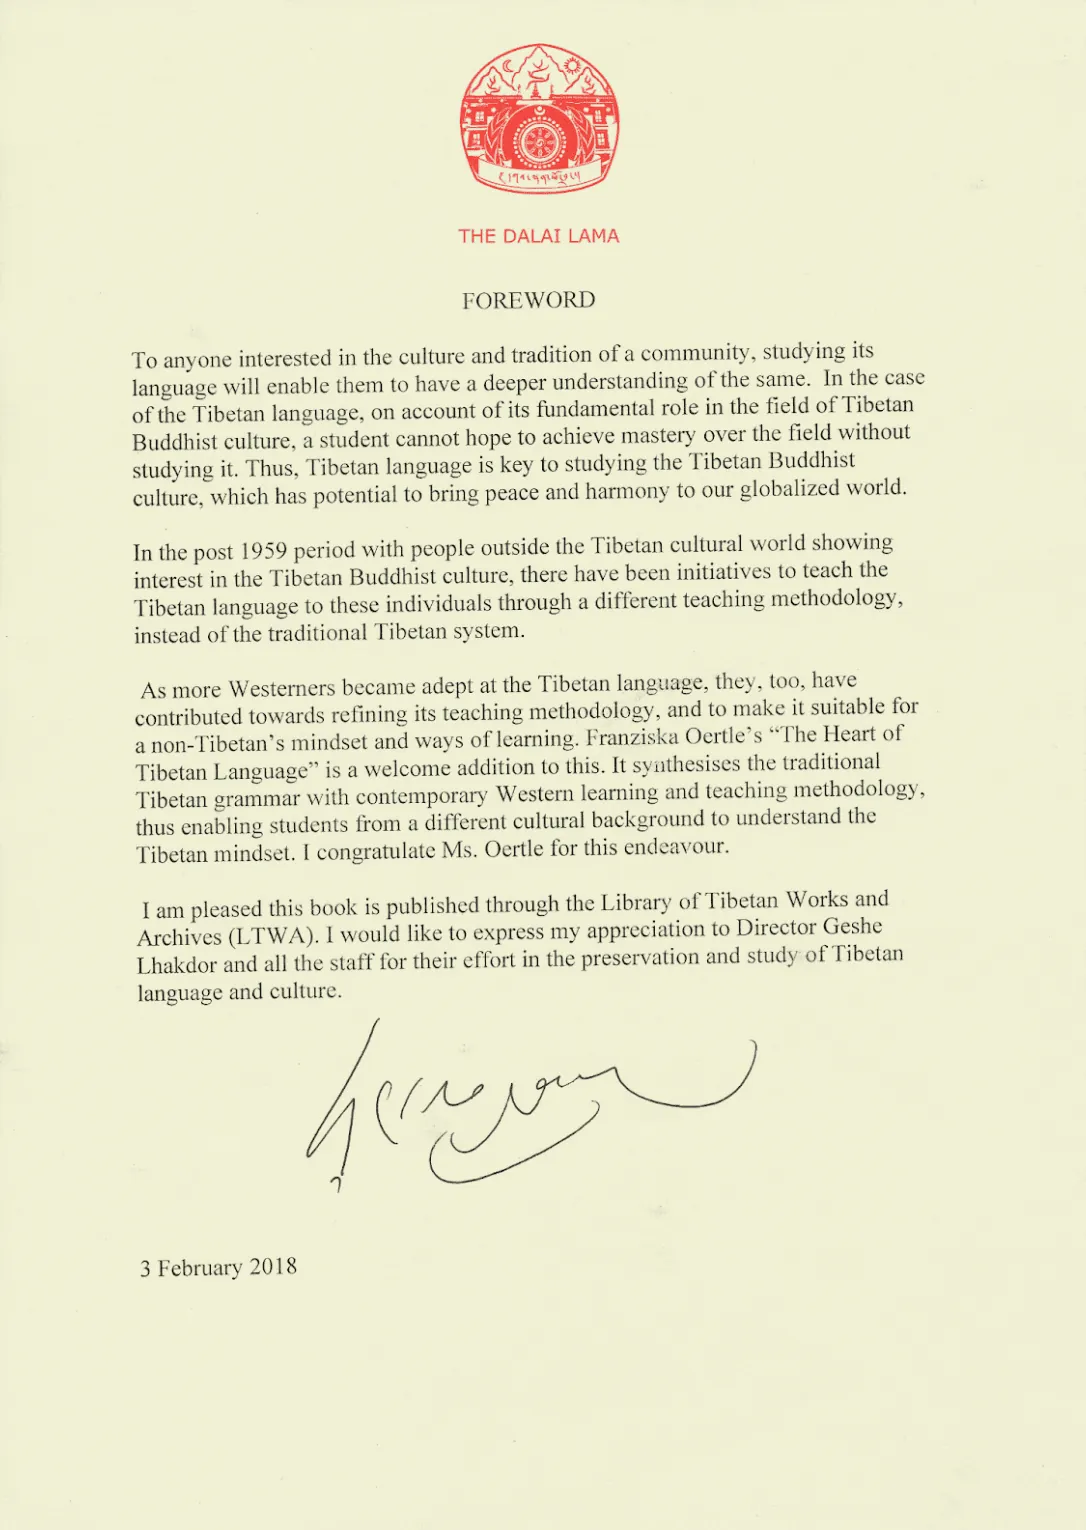 THE DALAI LAMA
FOREWORD
To anyone interested in the culture and tradition of a community, studying its
language will enable them to have a deeper understanding of the same.  In the case
of the Tibetan language, on account of its fundamental role in the field of Tibetan
Buddhist culture, a student cannot hope to achieve mastery over the field without
studying it. Thus, Tibetan language is key to studying the Tibetan Buddhist
culture, which has potential to bring peace and harmony to our globalized world.
In the post 1959 period with people outside the Tibetan cultural world showing
interest in the Tibetan Buddhist culture, there have been initiatives to teach the
Tibetan language to these individuals through a different teaching methodology,
instead of the traditional Tibetan system.
As more Westerners became adept at the Tibetan language, they, too, have
contributed towards refining its teaching methodology, and to make it suitable for
a non-Tibetan’s mindset and ways of learning. Franziska Oertle’s “The Heart of
Tibetan Language” is a welcome addition to this. It synthesises the traditional
Tibetan grammar with contemporary Western learning and teaching methodology,
thus enabling students from a different cultural background to understand the
Tibetan mindset. I congratulate Ms. Oertle for this endeavour.
I am pleased this book is published through the Library of Tibetan Works and
Archives (LTWA). I would like to express my appreciation to Director Geshe
Lhakdor and all the staff for their effort in the preservation and study of Tibetan
language and culture.
3 February 2018